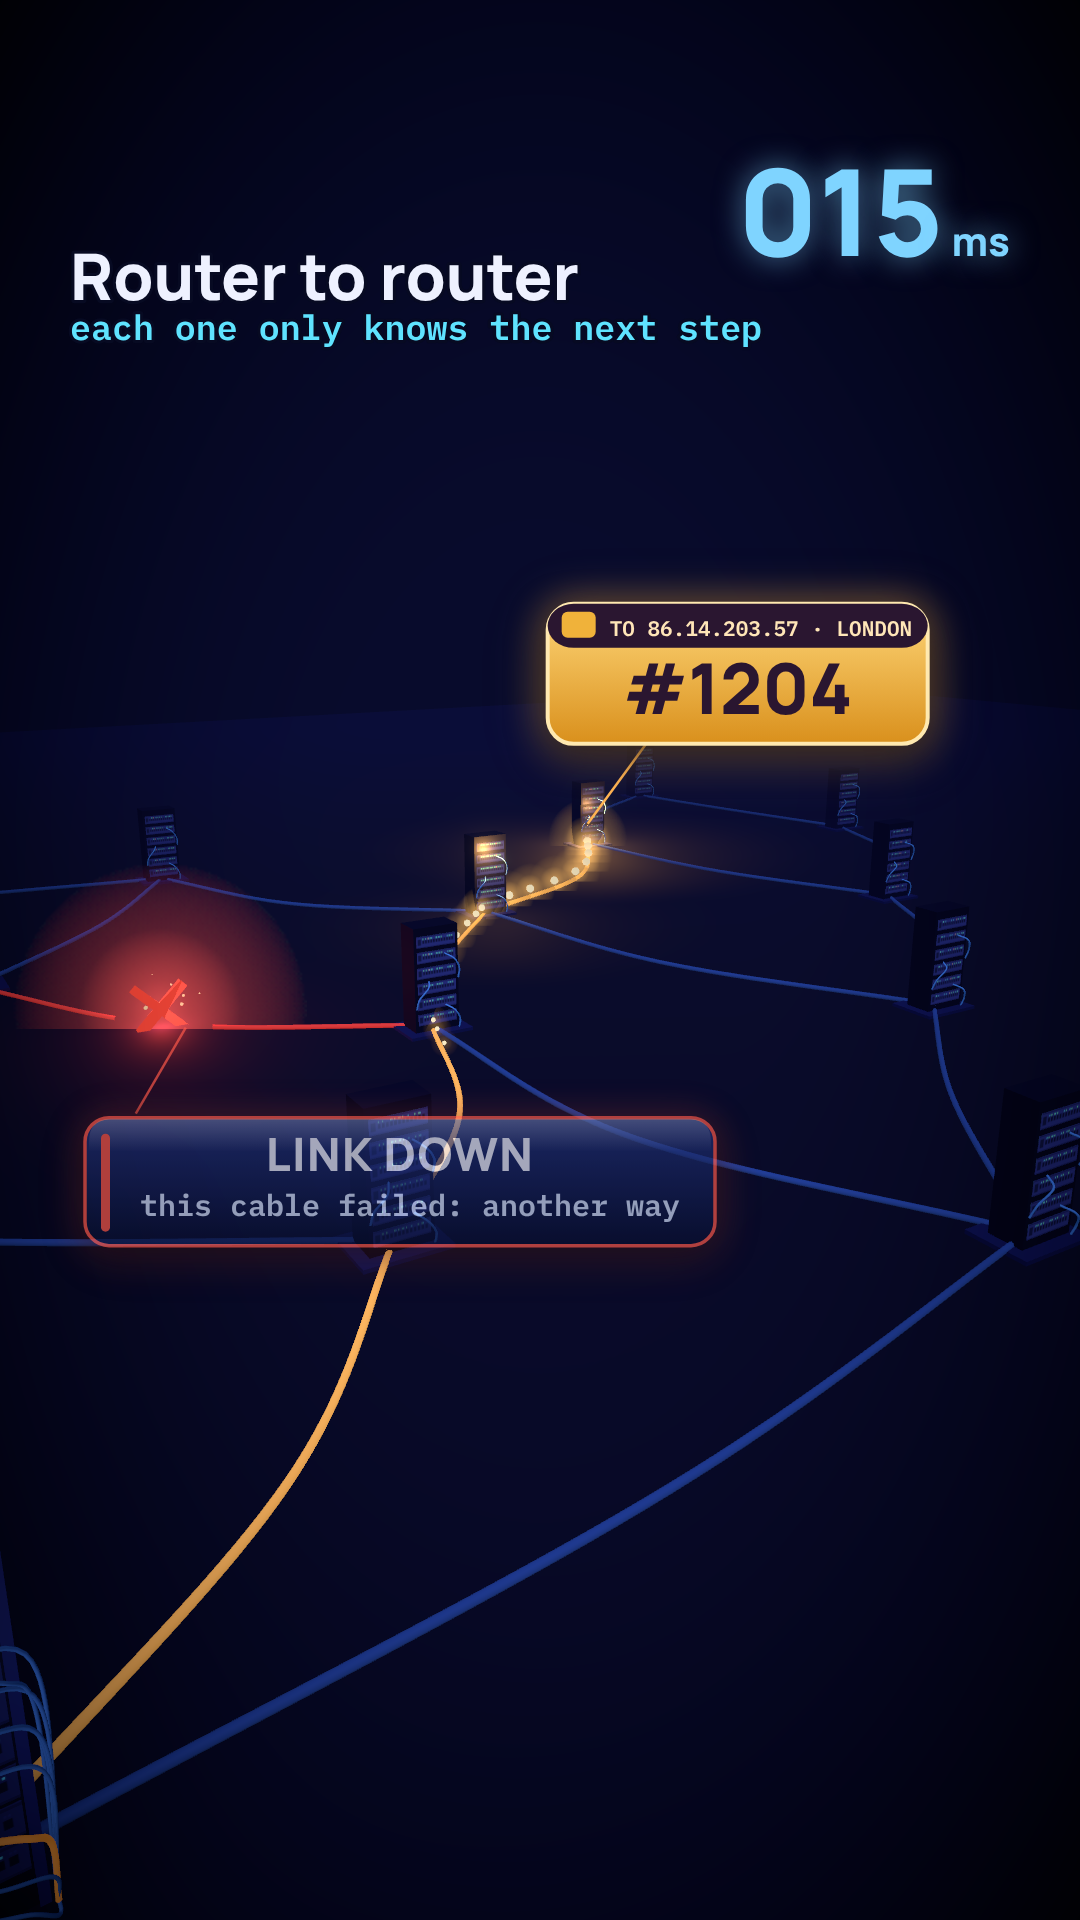 015 ms
Router to router
each one only knows the next step
TO 86.14.203.57 · LONDON
#1204
LINK DOWN
this cable failed: another way